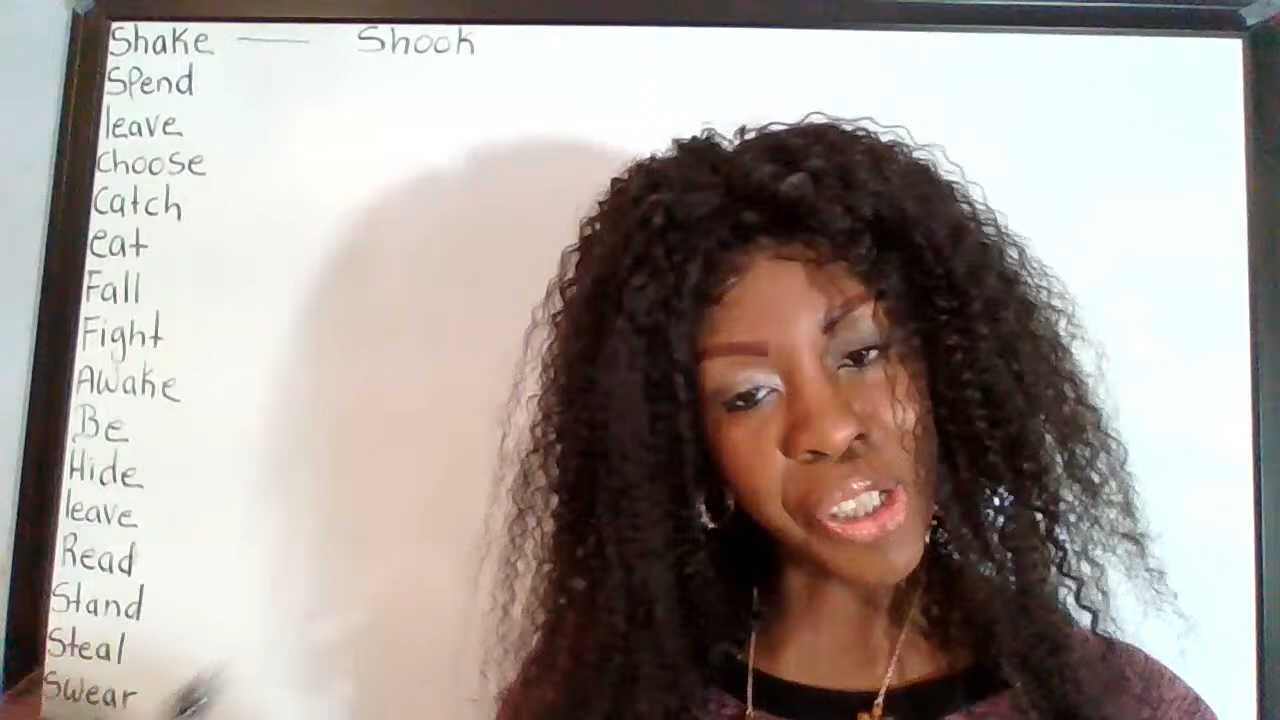 Shake — Shook
Spend
leave
choose
Catch
eat
Fall
Fight
Awake
Be
Hide
leave
Read
Stand
Steal
Swear